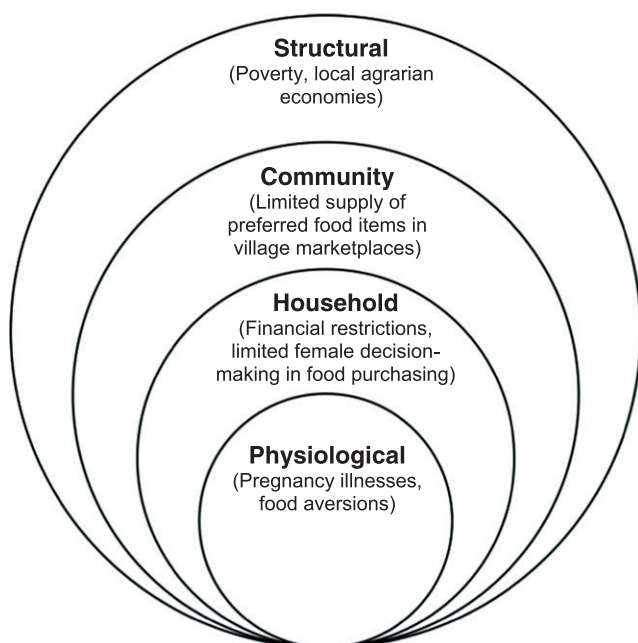 Structural
(Poverty, local agrarian
economies)
Community
(Limited supply of
preferred food items in
village marketplaces)
Household
(Financial restrictions,
limited female decision-
making in food purchasing)
Physiological
(Pregnancy illnesses,
food aversions)